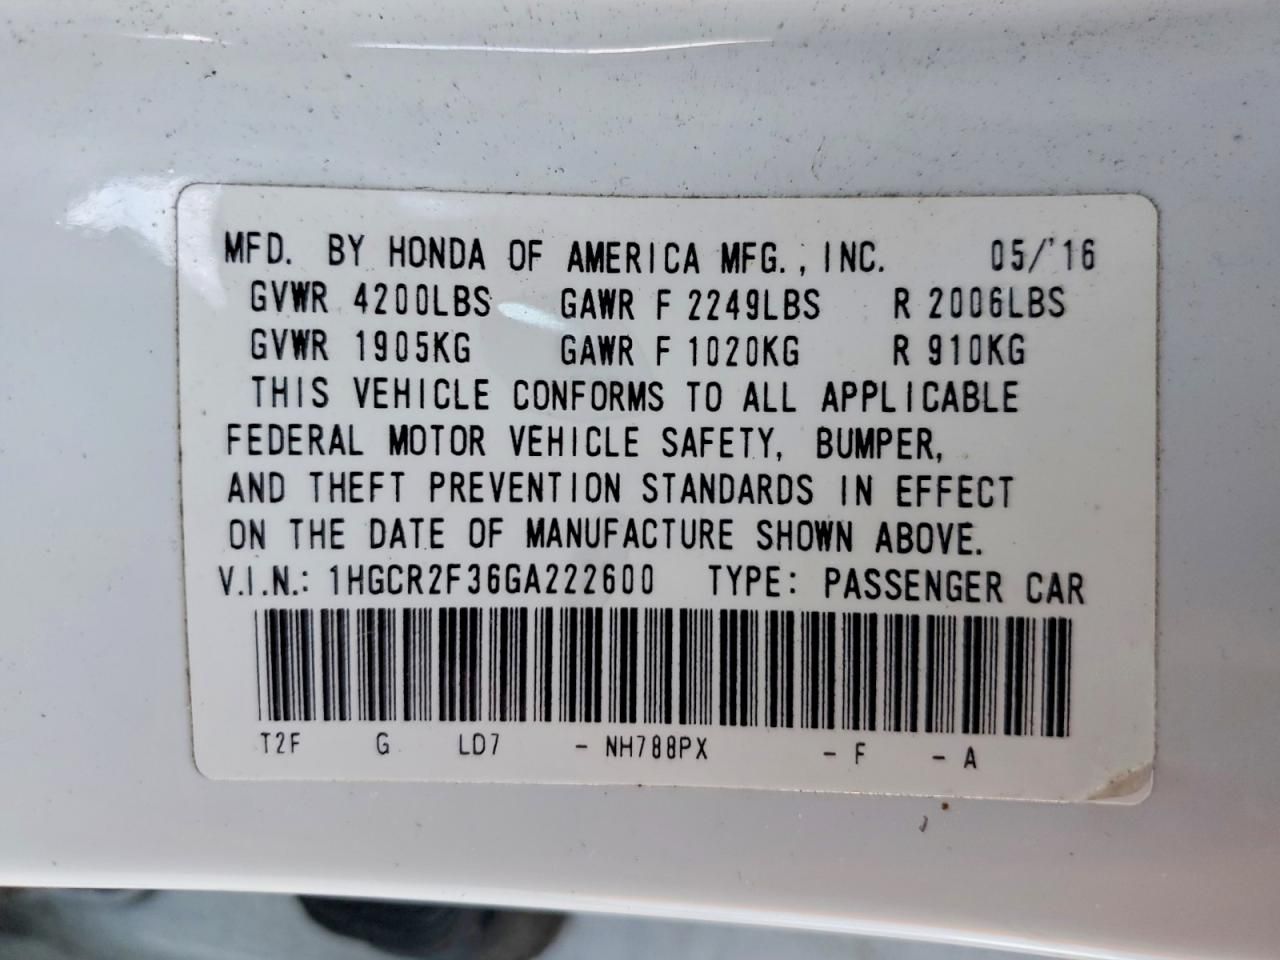 MFD. BY HONDA OF AMERICA MFG., INC. 05/'16
GVWR 4200LBS GAWR F 2249LBS R 2006LBS
GVWR 1905KG GAWR F 1020KG R 910KG
THIS VEHICLE CONFORMS TO ALL APPLICABLE
FEDERAL MOTOR VEHICLE SAFETY, BUMPER,
AND THEFT PREVENTION STANDARDS IN EFFECT
ON THE DATE OF MANUFACTURE SHOWN ABOVE.
V.I.N.: 1HGCR2F36GA222600 TYPE: PASSENGER CAR
T2F G LD7 - NH788PX - F - A